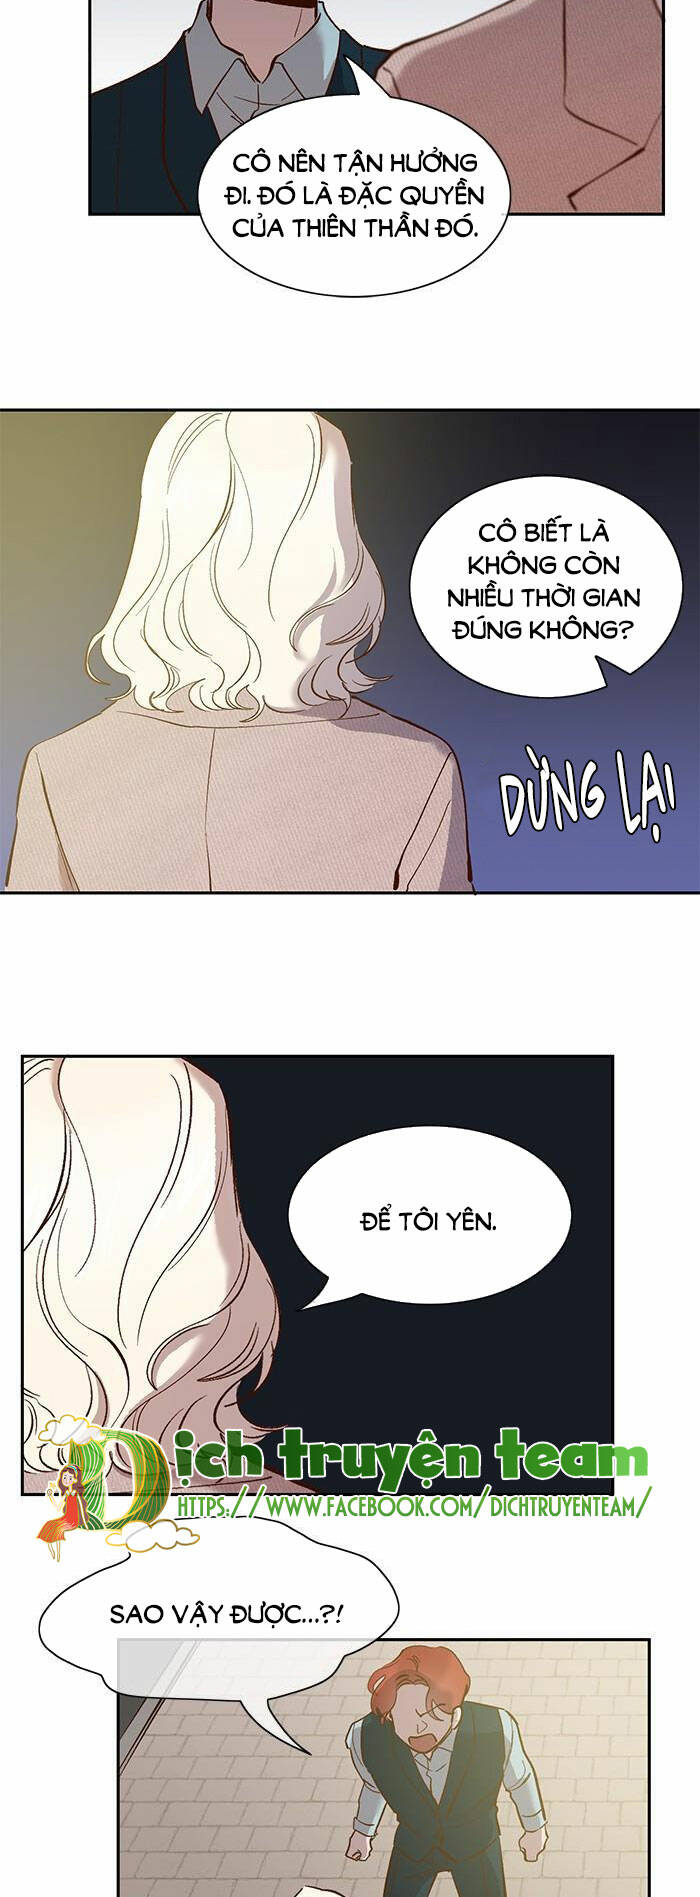 CÔ NÊN TẬN HƯỞNG
ĐI. ĐÓ LÀ ĐẶC QUYỀN
CỦA THIÊN THẦN ĐÓ.
CÔ BIẾT LÀ
KHÔNG CÒN
NHIỀU THỜI GIAN
ĐÚNG KHÔNG?
DỪNG LẠI
ĐỂ TÔI YÊN.
Dịch truyện team
HTTPS://WWW.FACEBOOK.COM/DICHTRUYENTEAM/
SAO VẬY ĐƯỢC...?!